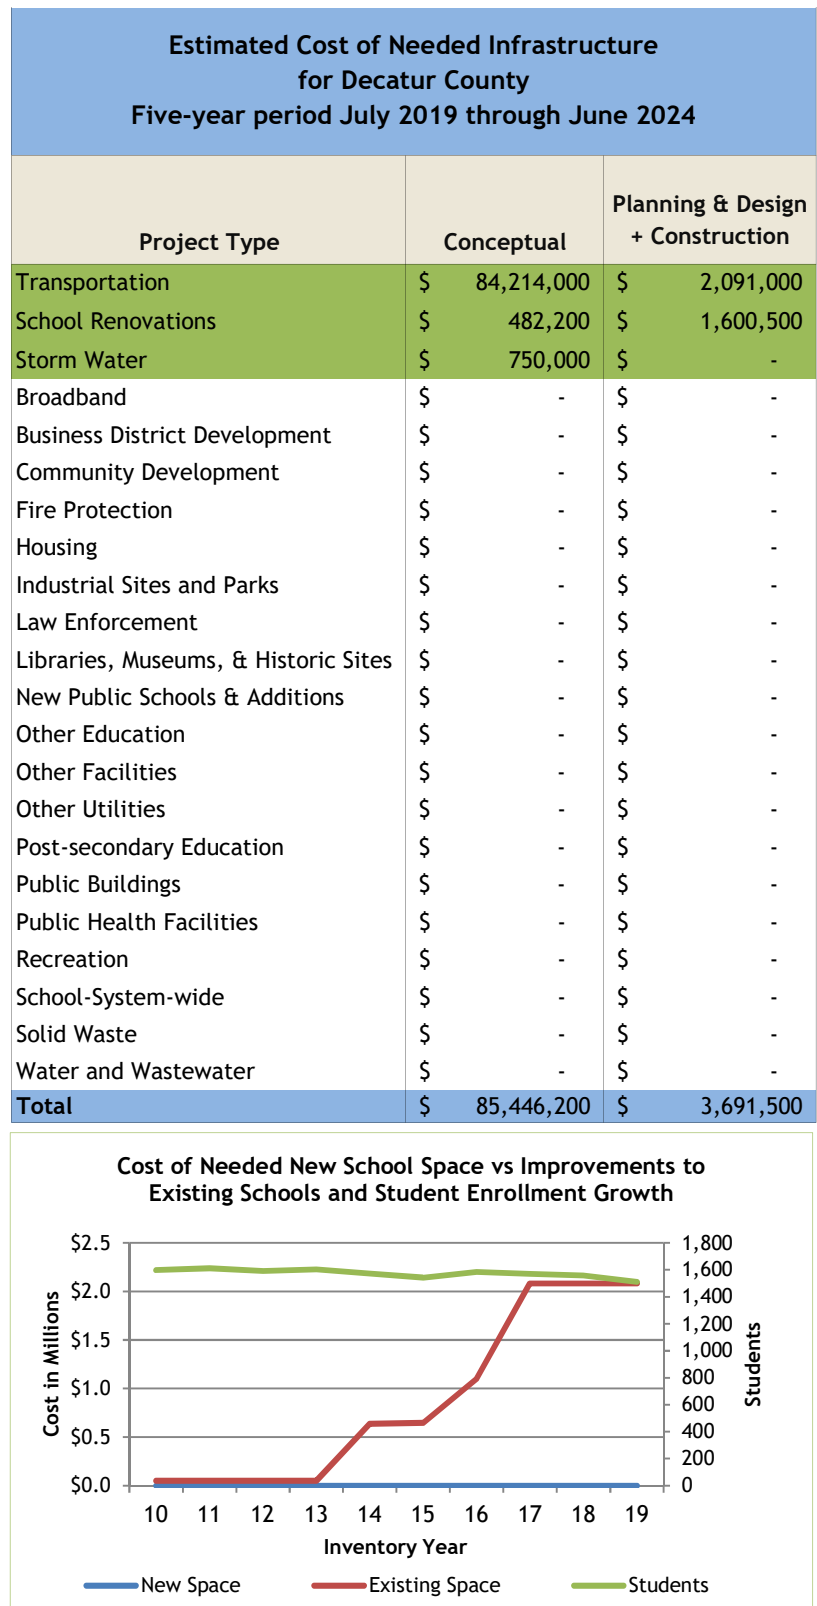 Estimated Cost of Needed Infrastructure
for Decatur County
Five-year period July 2019 through June 2024
Project Type Conceptual Planning & Design + Construction
Transportation $ 84,214,000 $ 2,091,000
School Renovations $ 482,200 $ 1,600,500
Storm Water $ 750,000 $ -
Broadband $ - $ -
Business District Development $ - $ -
Community Development $ - $ -
Fire Protection $ - $ -
Housing $ - $ -
Industrial Sites and Parks $ - $ -
Law Enforcement $ - $ -
Libraries, Museums, & Historic Sites $ - $ -
New Public Schools & Additions $ - $ -
Other Education $ - $ -
Other Facilities $ - $ -
Other Utilities $ - $ -
Post-secondary Education $ - $ -
Public Buildings $ - $ -
Public Health Facilities $ - $ -
Recreation $ - $ -
School-System-wide $ - $ -
Solid Waste $ - $ -
Water and Wastewater $ - $ -
Total $ 85,446,200 $ 3,691,500
Cost of Needed New School Space vs Improvements to
Existing Schools and Student Enrollment Growth
Cost in Millions
$2.5
$2.0
$1.5
$1.0
$0.5
$0.0
1,800
1,600
1,400
1,200
1,000
800
600
400
200
0
Students
10 11 12 13 14 15 16 17 18 19
Inventory Year
New Space Existing Space Students